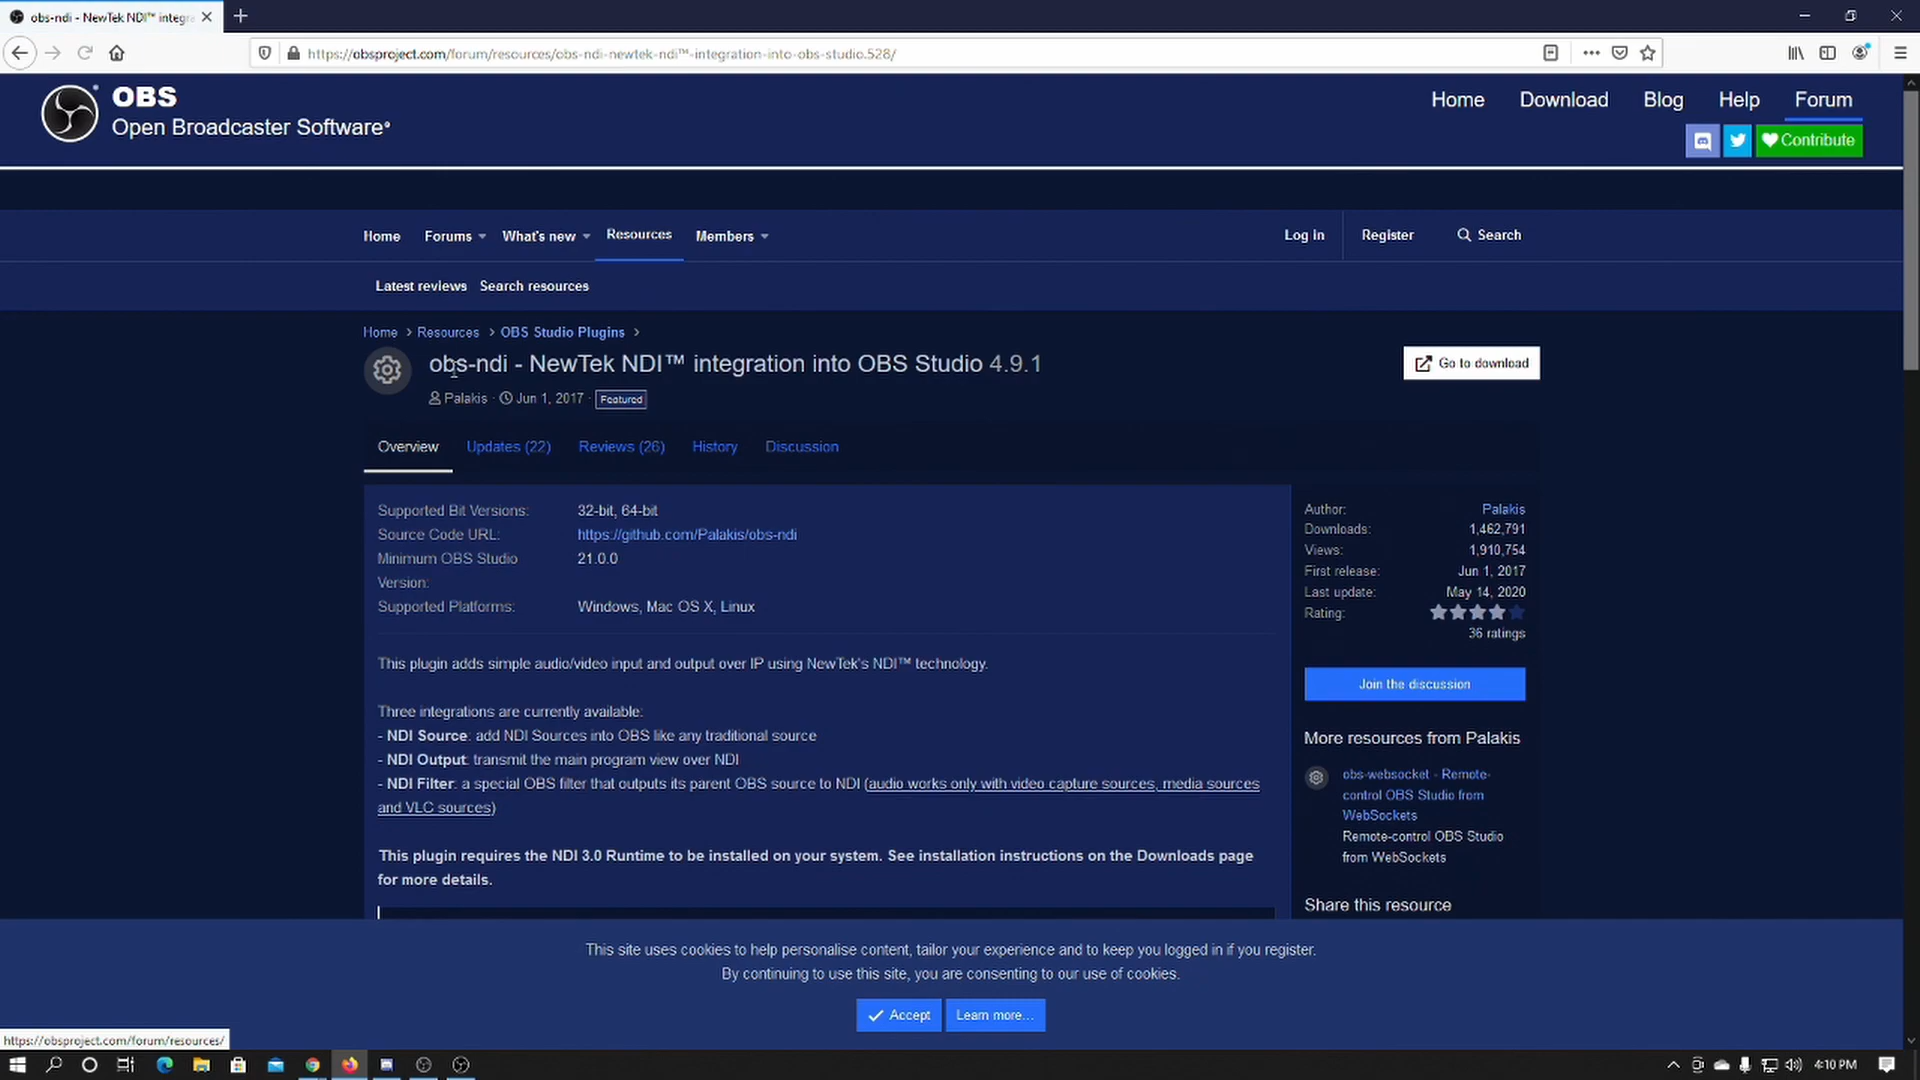 obs-ndi - NewTek NDI™ integra
https://obsproject.com/forum/resources/obs-ndi-newtek-ndi™-integration-into-obs-studio.528/
OBS
Open Broadcaster Software®
Home Download Blog Help Forum
Contribute
Home Forums What's new Resources Members Log in Register Search
Latest reviews Search resources
Home > Resources > OBS Studio Plugins >
obs-ndi - NewTek NDI™ integration into OBS Studio 4.9.1
Go to download
Palakis · Jun 1, 2017 · Featured
Overview Updates (22) Reviews (26) History Discussion
Supported Bit Versions: 32-bit, 64-bit
Source Code URL: https://github.com/Palakis/obs-ndi
Minimum OBS Studio Version: 21.0.0
Supported Platforms: Windows, Mac OS X, Linux
This plugin adds simple audio/video input and output over IP using NewTek's NDI™ technology.
Three integrations are currently available:
- NDI Source: add NDI Sources into OBS like any traditional source
- NDI Output: transmit the main program view over NDI
- NDI Filter: a special OBS filter that outputs its parent OBS source to NDI (audio works only with video capture sources, media sources
and VLC sources)
This plugin requires the NDI 3.0 Runtime to be installed on your system. See installation instructions on the Downloads page
for more details.
Author: Palakis
Downloads: 1,462,791
Views: 1,910,754
First release: Jun 1, 2017
Last update: May 14, 2020
Rating:
36 ratings
Join the discussion
More resources from Palakis
obs-websocket - Remote-
control OBS Studio from
WebSockets
Remote-control OBS Studio
from WebSockets
Share this resource
This site uses cookies to help personalise content, tailor your experience and to keep you logged in if you register.
By continuing to use this site, you are consenting to our use of cookies.
Accept Learn more…
https://obsproject.com/forum/resources/
4:10 PM